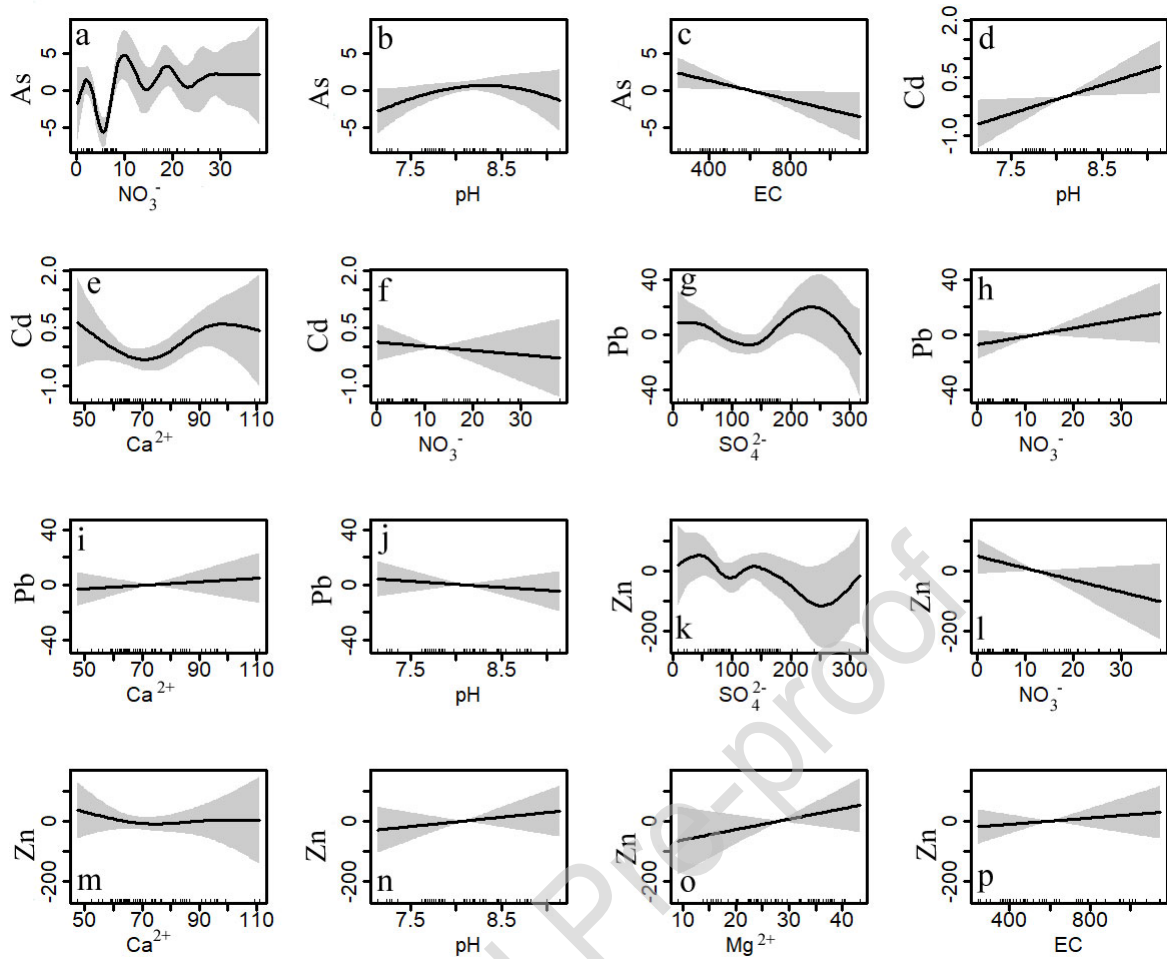 a b c d
As As As Cd
-5 5 -5 5 -5 5 -1.0 0.5 2.0
0 10 20 30 7.5 8.5 400 800 7.5 8.5
NO₃⁻ pH EC pH
e f g h
Cd Cd Pb Pb
-1.0 0.5 2.0 -1.0 0.5 2.0 -40 0 40 -40 0 40
50 70 90 110 0 10 20 30 0 100 200 300 0 10 20 30
Ca²⁺ NO₃⁻ SO₄²⁻ NO₃⁻
i j k l
Pb Pb Zn Zn
-40 0 40 -40 0 40 -200 0 -200 0
50 70 90 110 7.5 8.5 0 100 200 300 0 10 20 30
Ca²⁺ pH SO₄²⁻ NO₃⁻
m n o p
Zn Zn Zn Zn
-200 0 -200 0 -200 0 -200 0
50 70 90 110 7.5 8.5 10 20 30 40 400 800
Ca²⁺ pH Mg²⁺ EC
Pre-proof